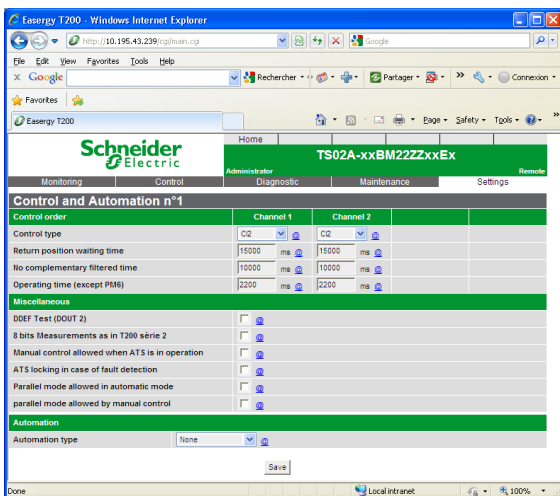 Easergy T200 - Windows Internet Explorer
http://10.195.43.239/cgi/main.cgi
Google
File Edit View Favorites Tools Help
x Google Rechercher Partager Connexion
Favorites
Easergy T200 Page Safety Tools
Schneider Electric
Home
TS02A-xxBM22ZZxxEx
Administrator Remote
Monitoring Control Diagnostic Maintenance Settings
Control and Automation n°1
Control order Channel 1 Channel 2
Control type CI2 @ CI2 @
Return position waiting time 15000 ms @ 15000 ms @
No complementary filtered time 10000 ms @ 10000 ms @
Operating time (except PM6) 2200 ms @ 2200 ms @
Miscellaneous
DDEF Test (DOUT 2) @
8 bits Measurements as in T200 série 2 @
Manual control allowed when ATS is in operation @
ATS locking in case of fault detection @
Parallel mode allowed in automatic mode @
parallel mode allowed by manual control @
Automation
Automation type None @
Save
Done Local intranet 100%